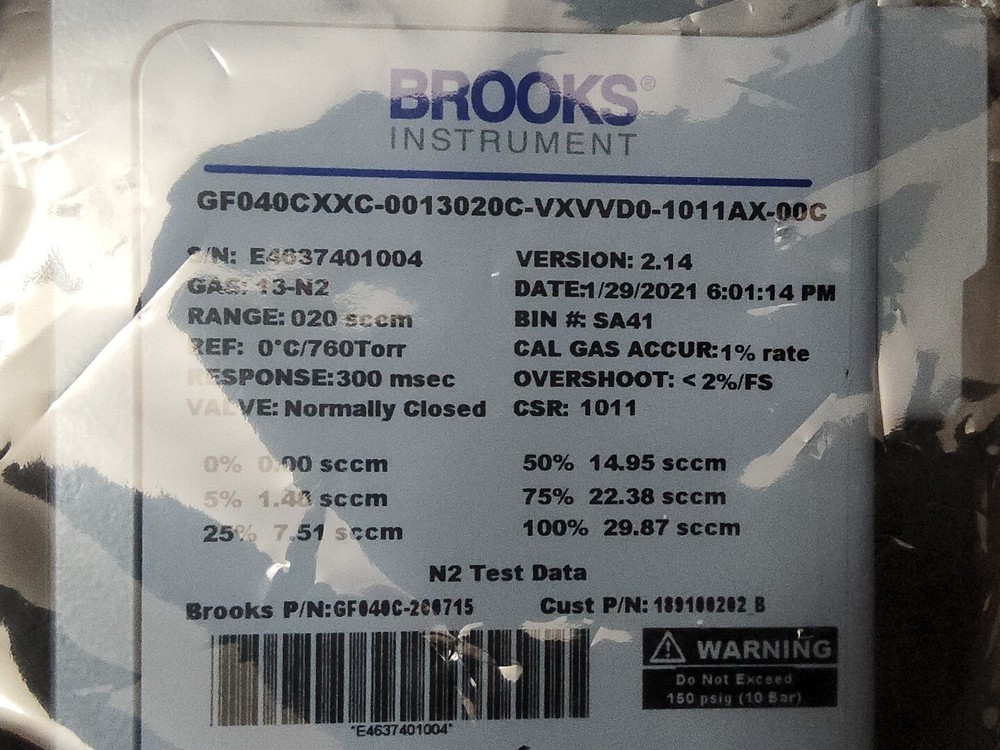 BROOKS®
INSTRUMENT
GF040CXXC-0013020C-VXVVD0-1011AX-00C
S/N: E4637401004 VERSION: 2.14
GAS: 13-N2 DATE:1/29/2021 6:01:14 PM
RANGE: 020 sccm BIN #: SA41
REF: 0°C/760Torr CAL GAS ACCUR:1% rate
RESPONSE:300 msec OVERSHOOT: < 2%/FS
VALVE: Normally Closed CSR: 1011
0% 0.00 sccm 50% 14.95 sccm
5% 1.48 sccm 75% 22.38 sccm
25% 7.51 sccm 100% 29.87 sccm
N2 Test Data
Brooks P/N:GF040C-200715 Cust P/N: 189100202_B
WARNING
Do Not Exceed
150 psig (10 Bar)
*E4637401004*